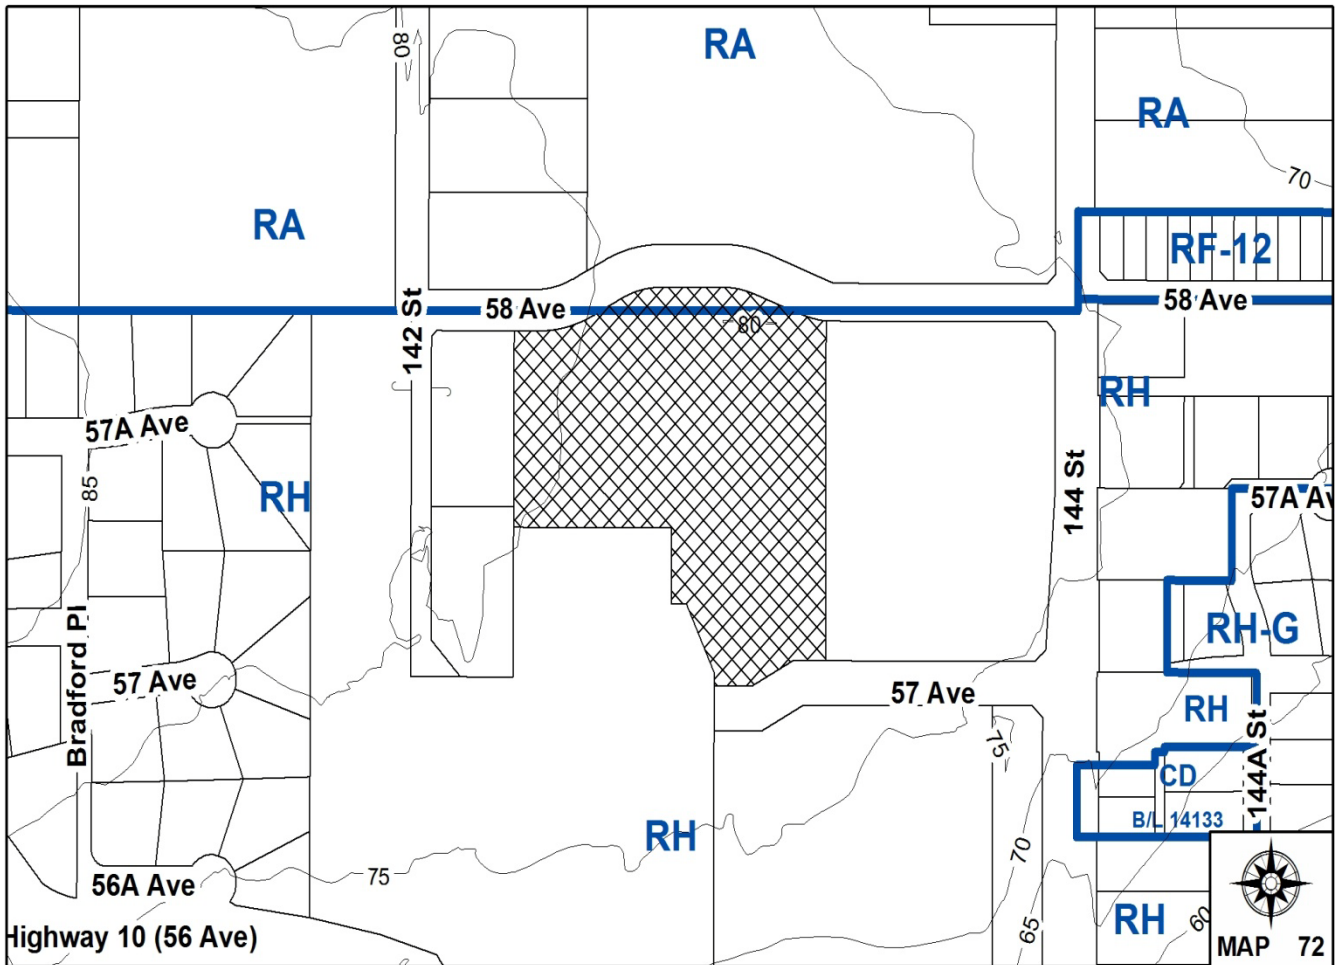 80
RA
RA
70
RA
RF-12
58 Ave
58 Ave
142 St
80
RH
57A Ave
85
RH
144 St
57A Av
Bradford Pl
57 Ave
RH-G
57 Ave
RH
75
144A St
CD
B/L 14133
RH
70
75
56A Ave
65
RH
60
Highway 10 (56 Ave)
MAP 72